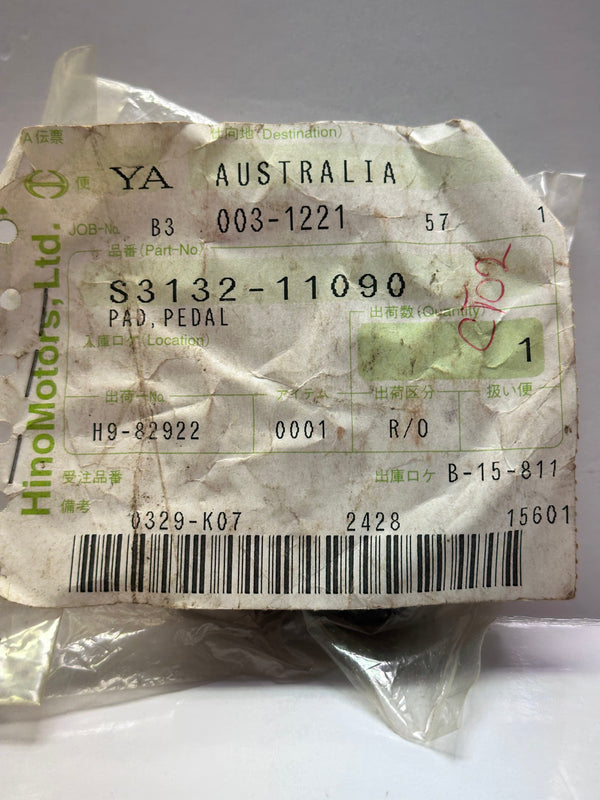 A伝票 仕向地(Destination)
便 YA AUSTRALIA
JOB-No. B3 003-1221 57 1
品番(Part-No)
S3132-11090
PAD,PEDAL
出荷数(Quantity)
1
入庫ロケ(Location)
出荷－No. アイテム 出荷区分 扱い便
H9-82922 0001 R/O
受注品番 出庫ロケ B-15-811
備考
0329-K07 2428 15601
HinoMotors,Ltd.